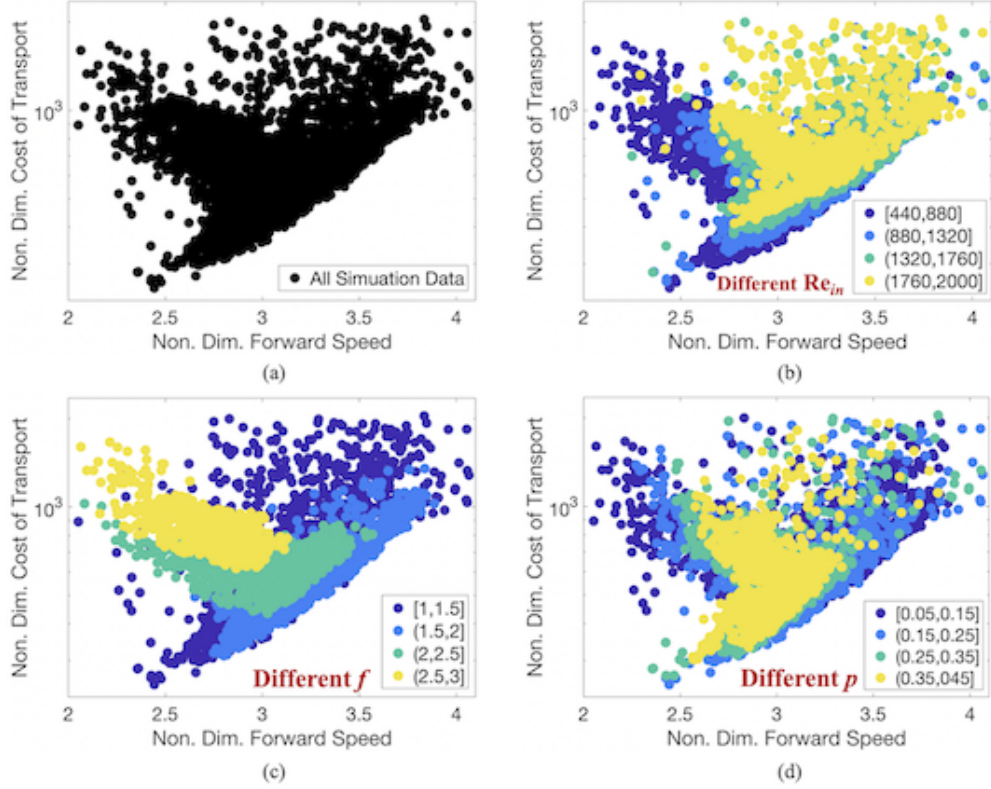 Non. Dim. Cost of Transport
10³
All Simuation Data
2 2.5 3 3.5 4
Non. Dim. Forward Speed
(a)
Non. Dim. Cost of Transport
10³
[440,880]
(880,1320]
(1320,1760]
(1760,2000]
Different Re_in
2 2.5 3 3.5 4
Non. Dim. Forward Speed
(b)
Non. Dim. Cost of Transport
10³
[1,1.5]
(1.5,2]
(2,2.5]
(2.5,3]
Different f
2 2.5 3 3.5 4
Non. Dim. Forward Speed
(c)
Non. Dim. Cost of Transport
10³
[0.05,0.15]
(0.15,0.25]
(0.25,0.35]
(0.35,045]
Different p
2 2.5 3 3.5 4
Non. Dim. Forward Speed
(d)